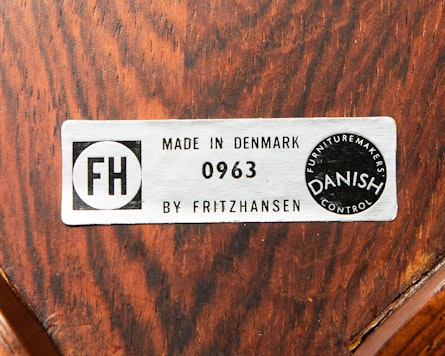 FH
MADE IN DENMARK
0963
BY FRITZHANSEN
FURNITUREMAKERS'
DANISH
CONTROL